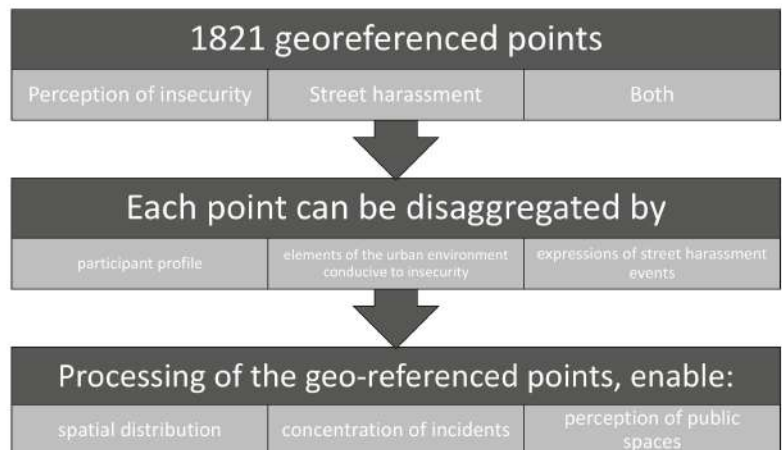 1821 georeferenced points
Perception of insecurity
Street harassment
Both
Each point can be disaggregated by
participant profile
elements of the urban environment
conducive to insecurity
expressions of street harassment
events
Processing of the geo-referenced points, enable:
spatial distribution
concentration of incidents
perception of public
spaces